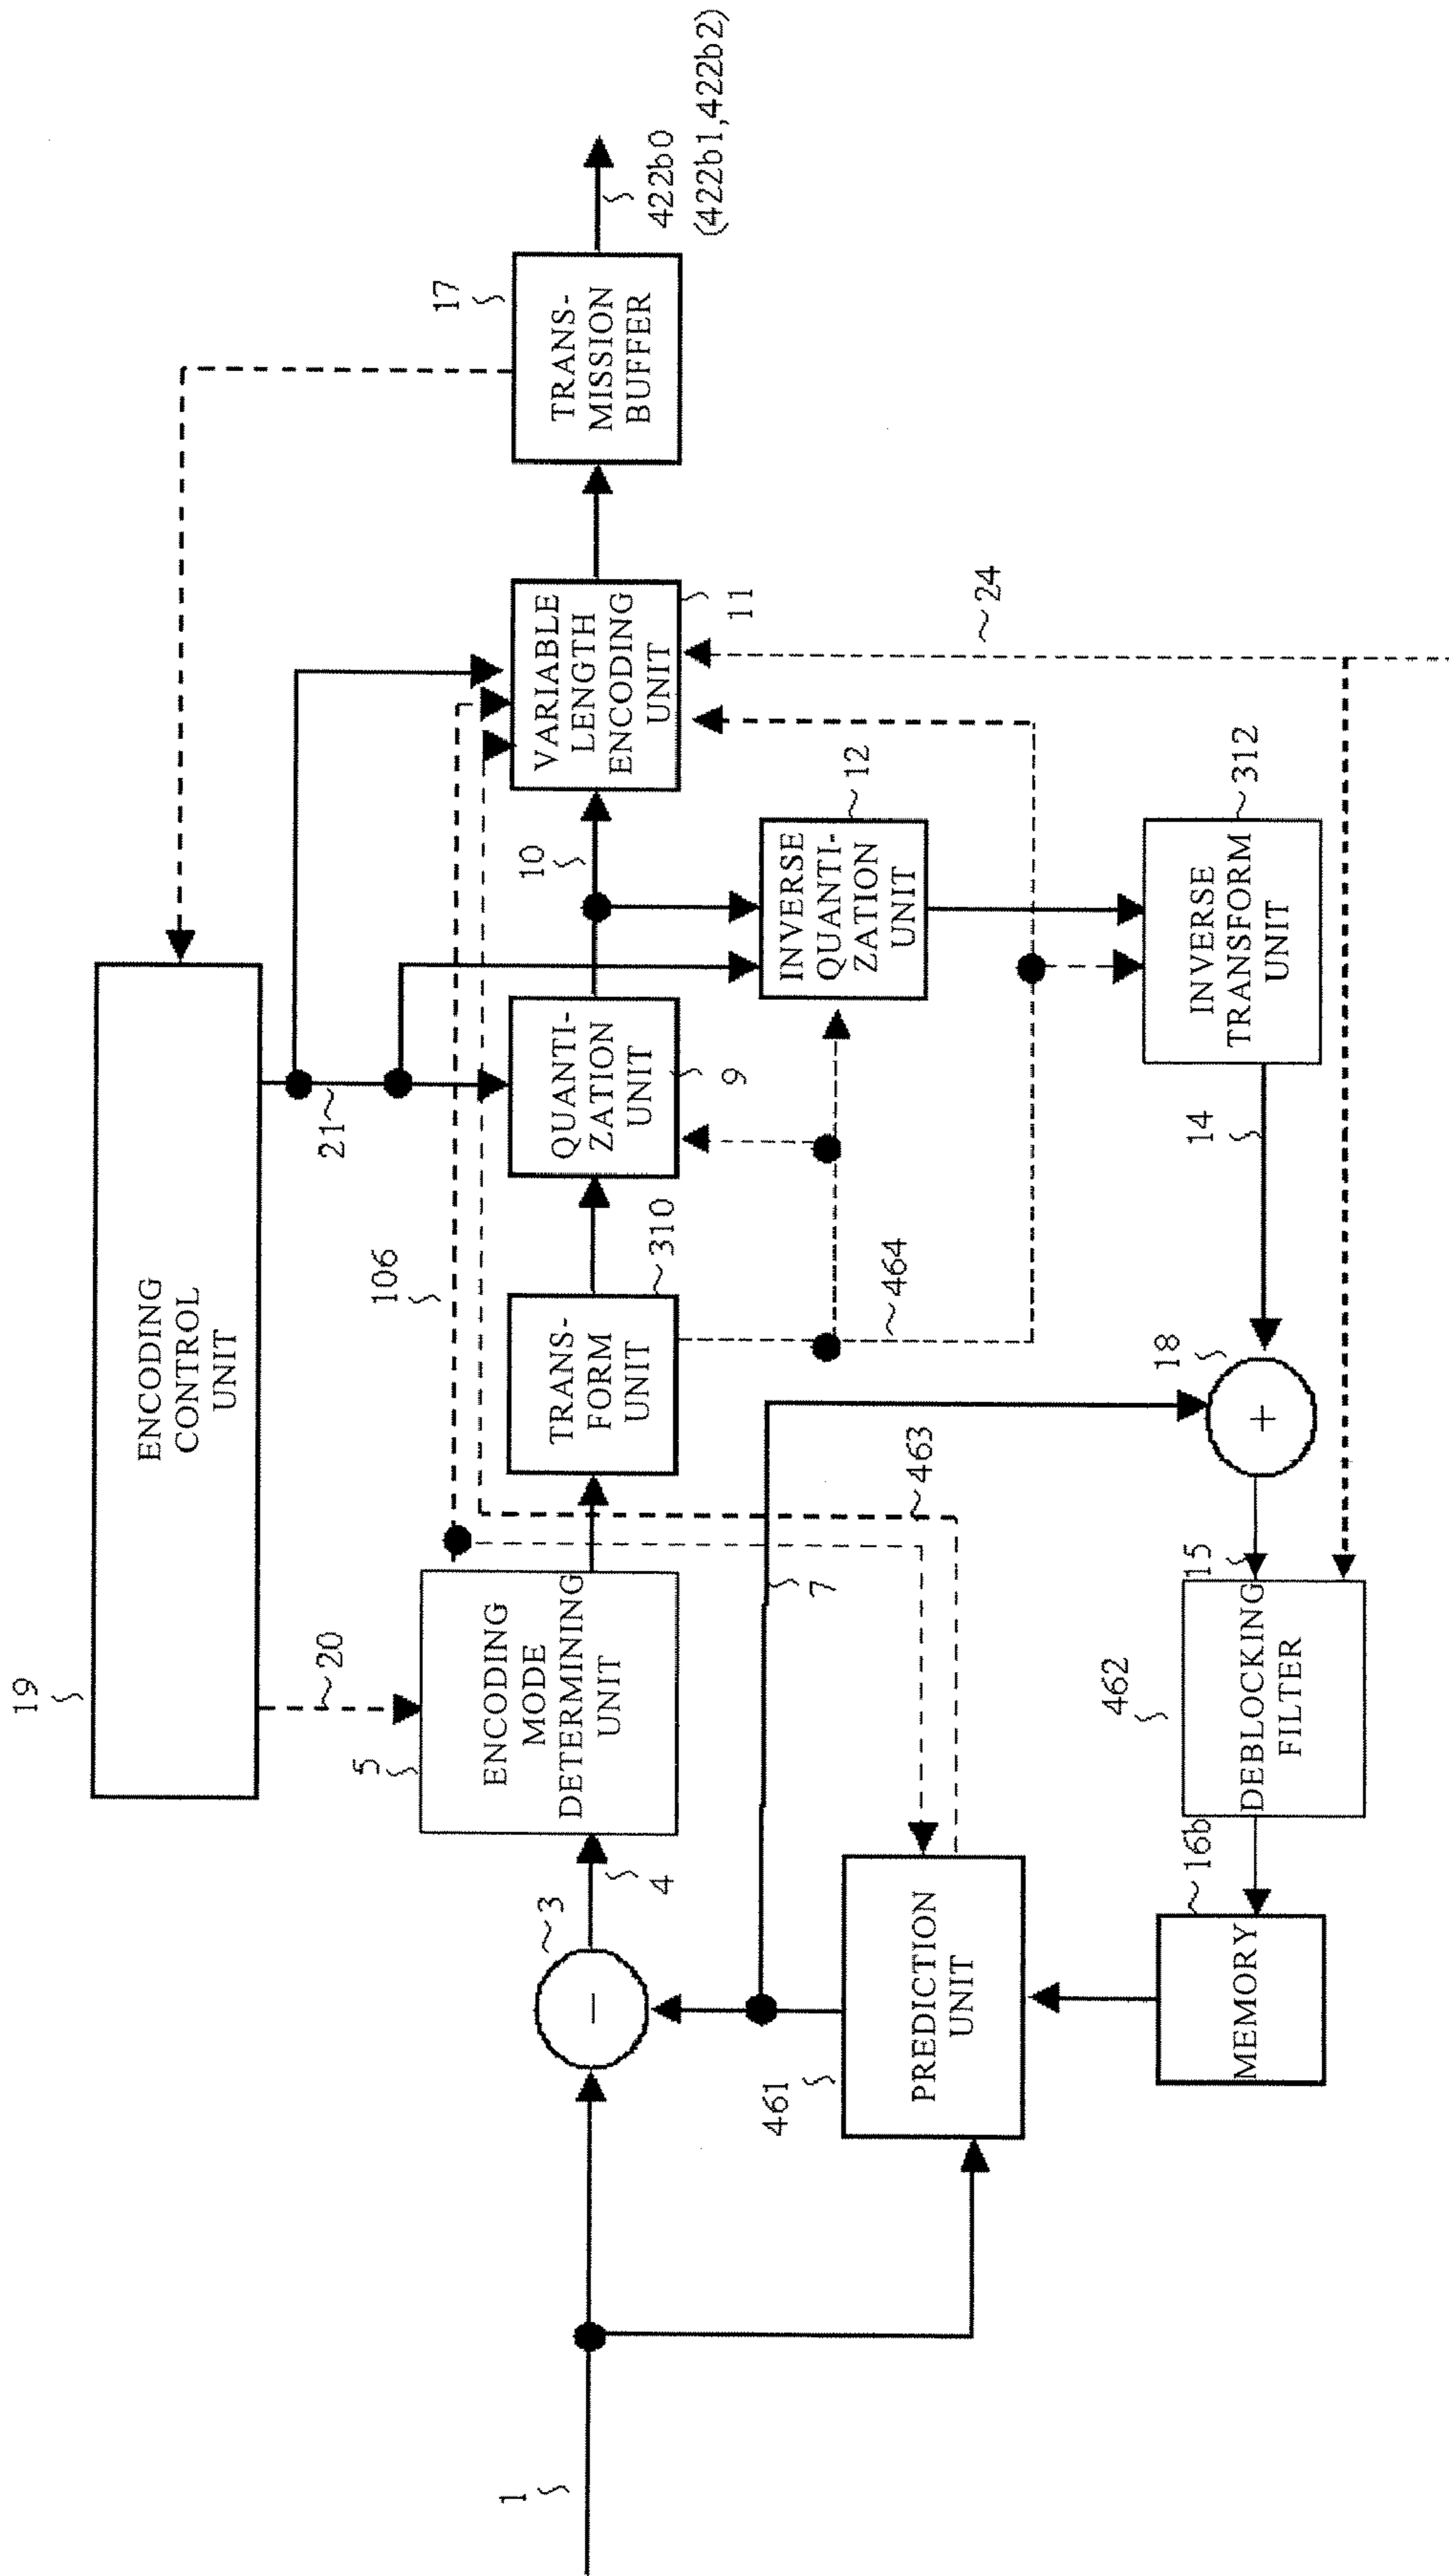 19
ENCODING
CONTROL
UNIT
20
21
106
17
TRANS-
MISSION
BUFFER
422b0
(422b1,422b2)
1
3
4
5
ENCODING
MODE
DETERMINING
UNIT
TRANS-
FORM
UNIT
310
QUANTI-
ZATION
UNIT
9
10
VARIABLE
LENGTH
ENCODING
UNIT
11
INVERSE
QUANTI-
ZATION
UNIT
12
24
464
463
7
461
PREDICTION
UNIT
INVERSE
TRANSFORM
UNIT
312
14
18
+
−
15
462
DEBLOCKING
FILTER
16b
MEMORY